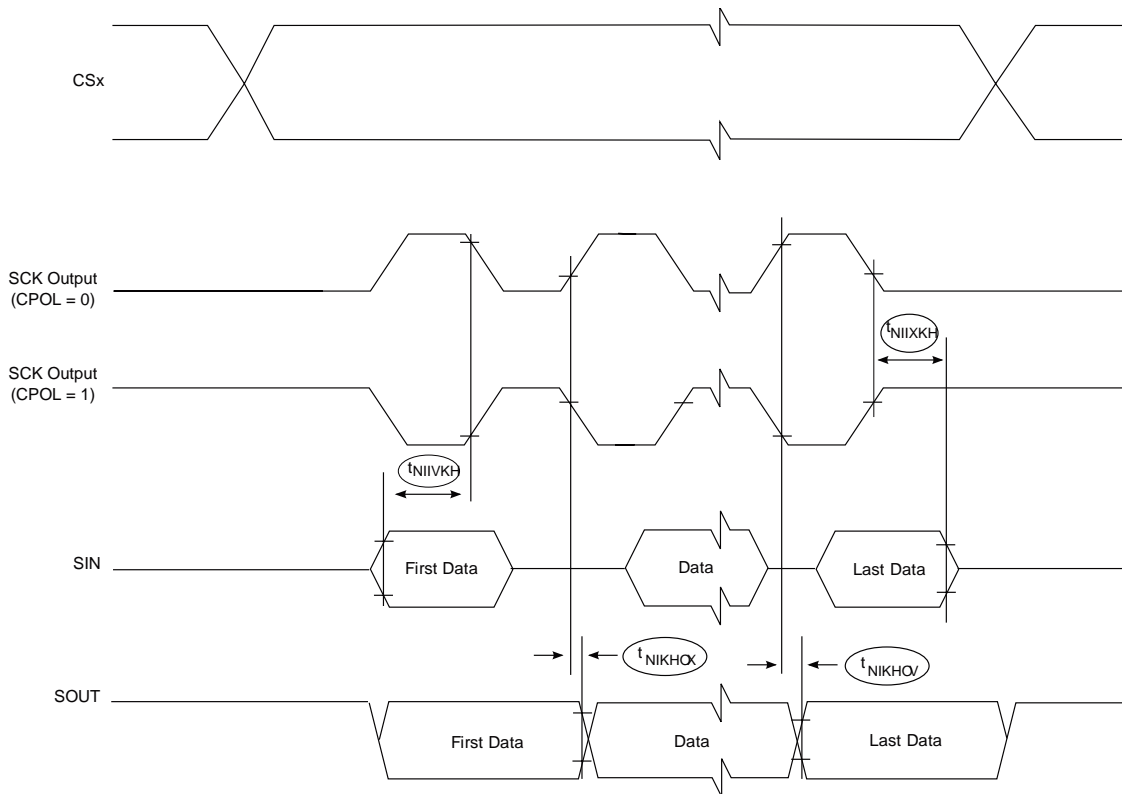 CSx
SCK Output
(CPOL = 0)
tNIIXKH
SCK Output
(CPOL = 1)
tNIIVKH
SIN
First Data
Data
Last Data
tNIKHOX
tNIKHOV
SOUT
First Data
Data
Last Data